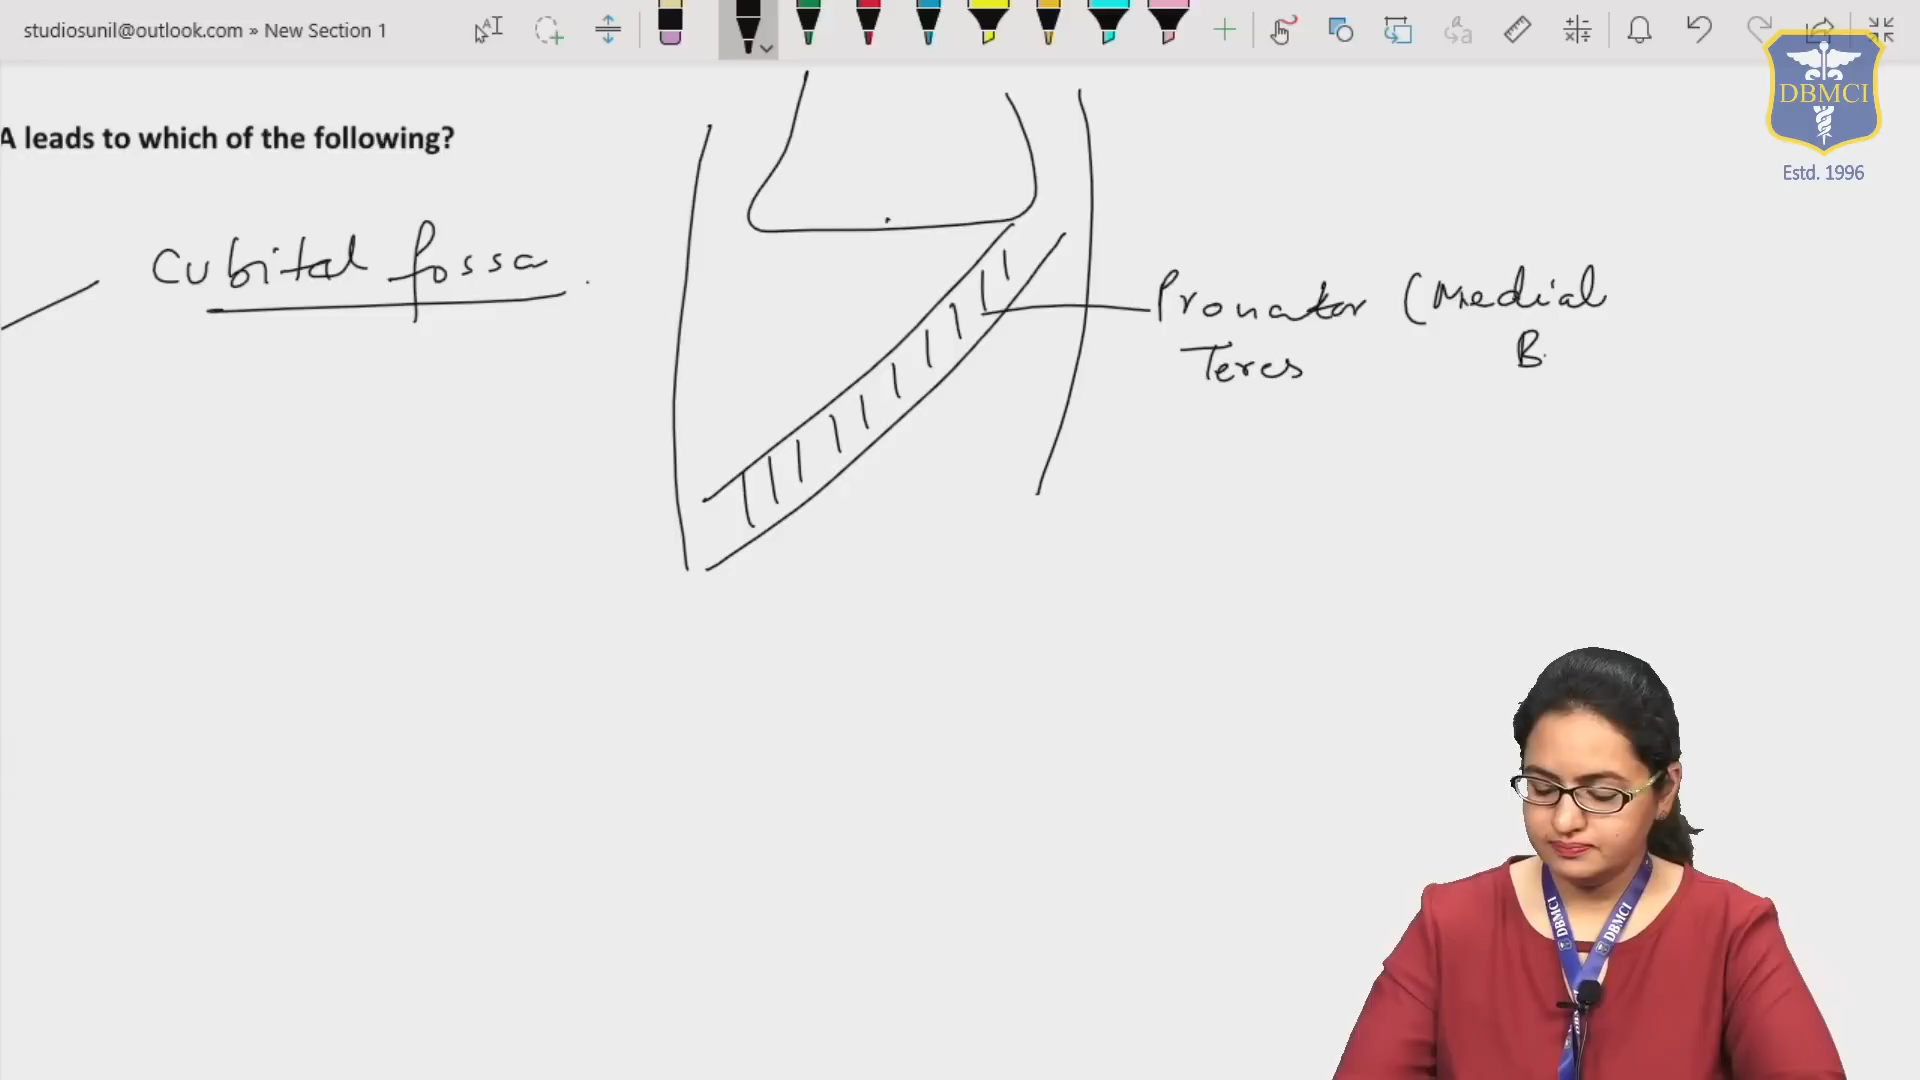 studiosunil@outlook.com » New Section 1
DBMCI
Estd. 1996
A leads to which of the following?
Cubital fossa
Pronator (Medial
Teres B
DBMCI DBMCI